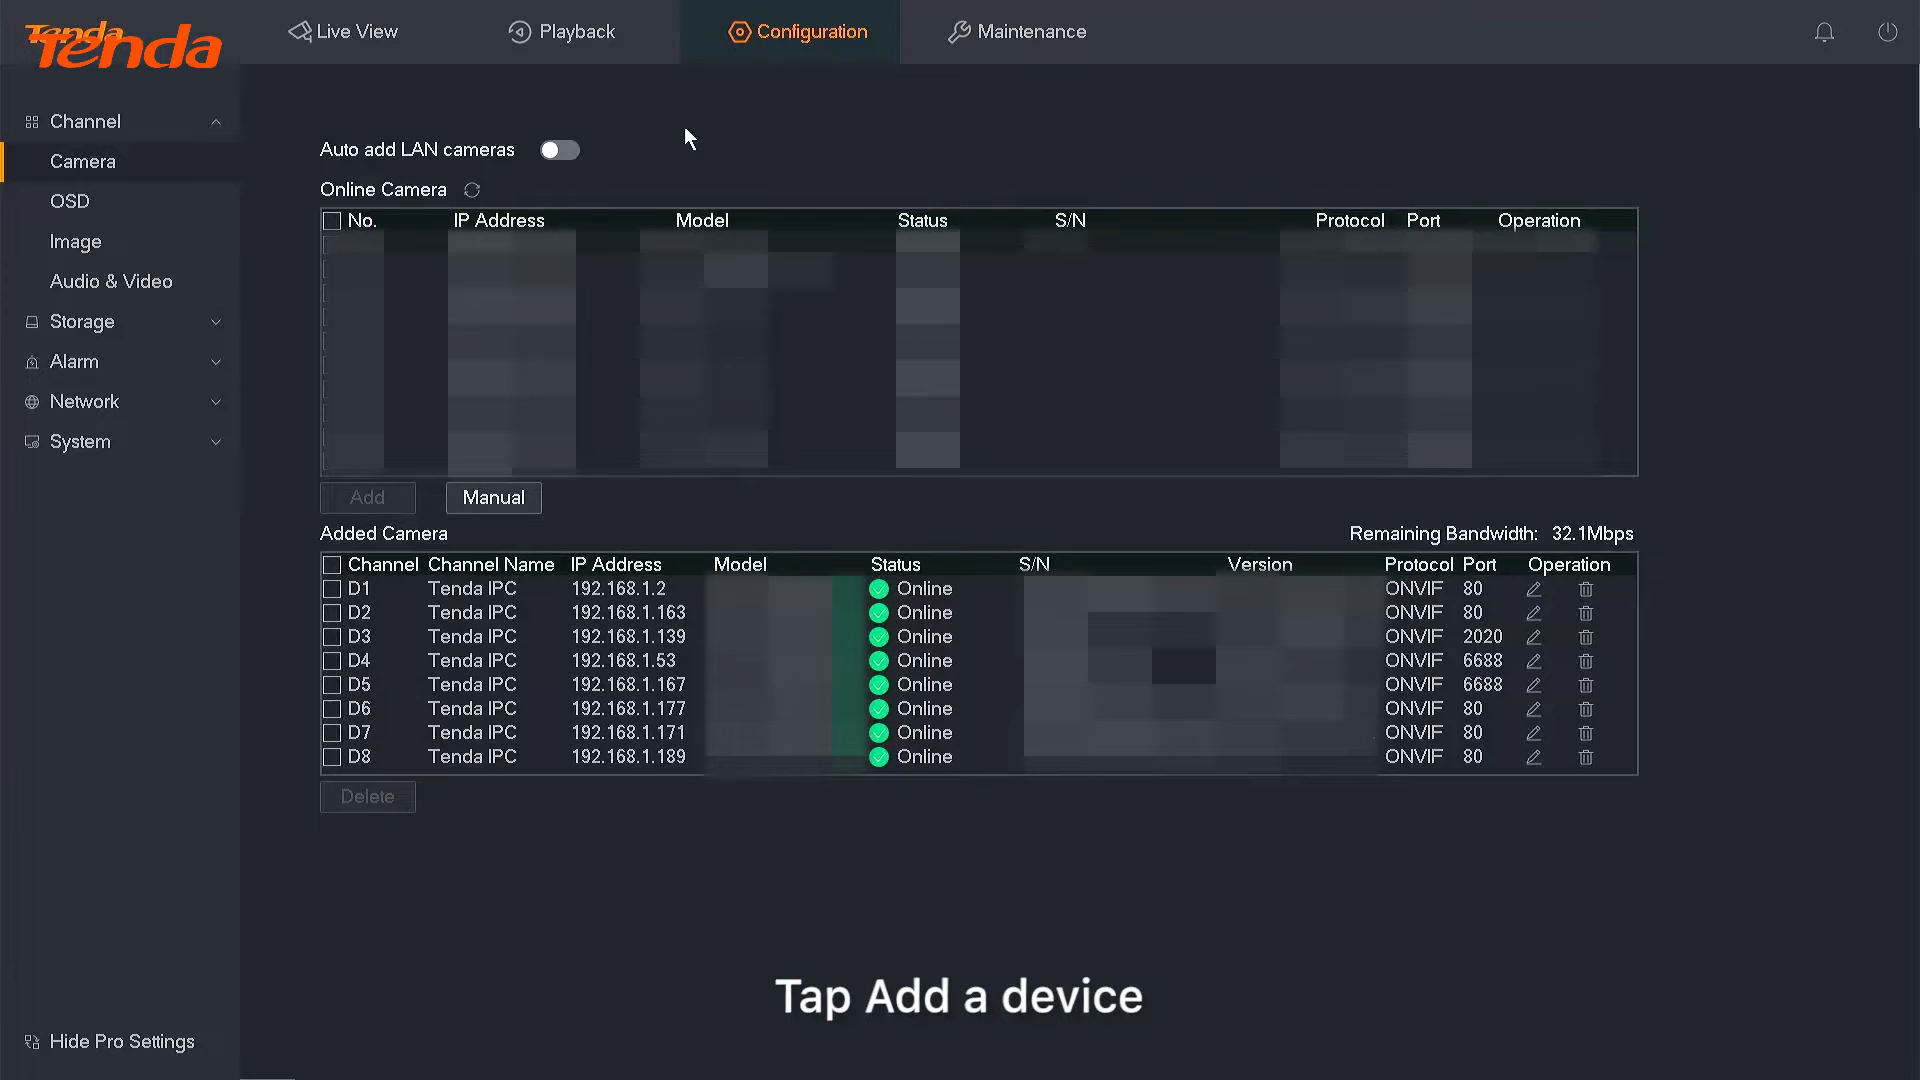 Tenda
Tenda
Live View
Playback
Configuration
Maintenance
Channel
Camera
OSD
Image
Audio & Video
Storage
Alarm
Network
System
Hide Pro Settings
Auto add LAN cameras
Online Camera
No. IP Address Model Status S/N Protocol Port Operation
Add Manual
Added Camera Remaining Bandwidth: 32.1Mbps
Channel Channel Name IP Address Model Status S/N Version Protocol Port Operation
D1 Tenda IPC 192.168.1.2 Online ONVIF 80
D2 Tenda IPC 192.168.1.163 Online ONVIF 80
D3 Tenda IPC 192.168.1.139 Online ONVIF 2020
D4 Tenda IPC 192.168.1.53 Online ONVIF 6688
D5 Tenda IPC 192.168.1.167 Online ONVIF 6688
D6 Tenda IPC 192.168.1.177 Online ONVIF 80
D7 Tenda IPC 192.168.1.171 Online ONVIF 80
D8 Tenda IPC 192.168.1.189 Online ONVIF 80
Delete
Tap Add a device